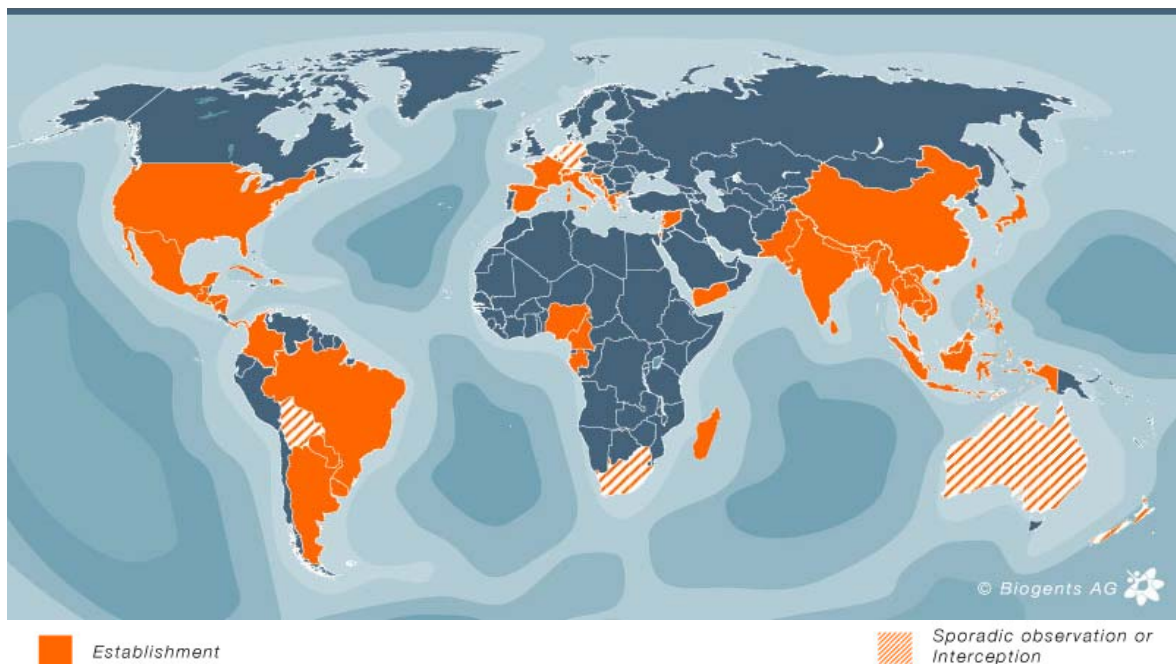 © Biogents AG
Establishment
Sporadic observation or
Interception